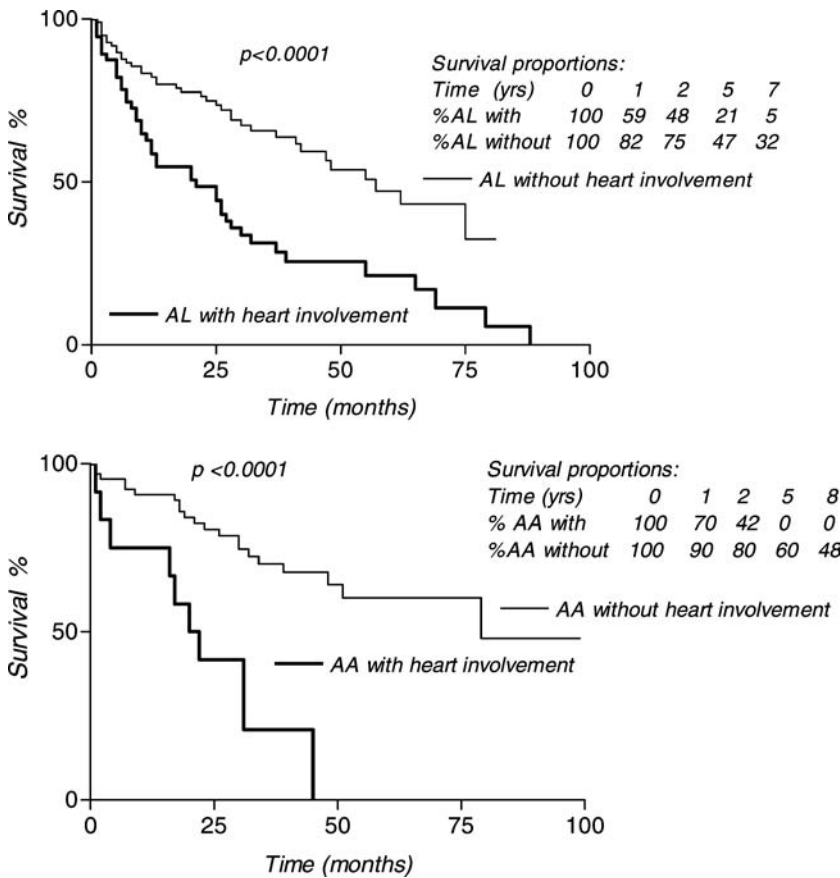 100
p<0.0001
Survival proportions:
Time (yrs) 0 1 2 5 7
%AL with 100 59 48 21 5
%AL without 100 82 75 47 32
AL without heart involvement
Survival %
50
AL with heart involvement
0
0 25 50 75 100
Time (months)
100
p <0.0001
Survival proportions:
Time (yrs) 0 1 2 5 8
% AA with 100 70 42 0 0
%AA without 100 90 80 60 48
AA without heart involvement
Survival %
50
AA with heart involvement
0
0 25 50 75 100
Time (months)